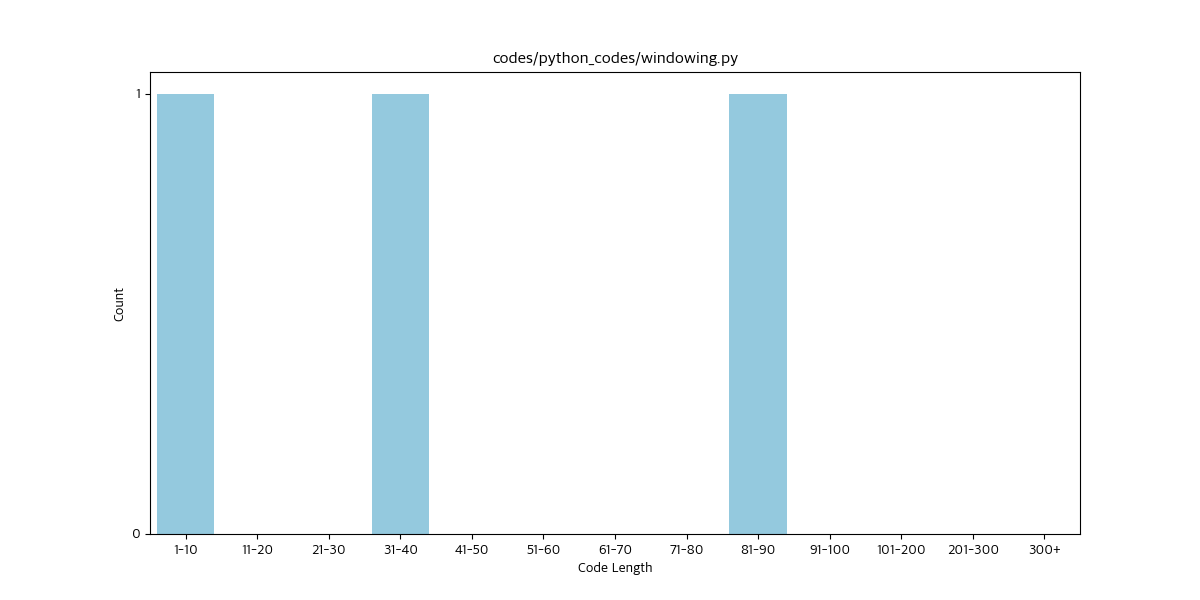 codes/python_codes/windowing.py
1
Count
0
1-10 11-20 21-30 31-40 41-50 51-60 61-70 71-80 81-90 91-100 101-200 201-300 300+
Code Length